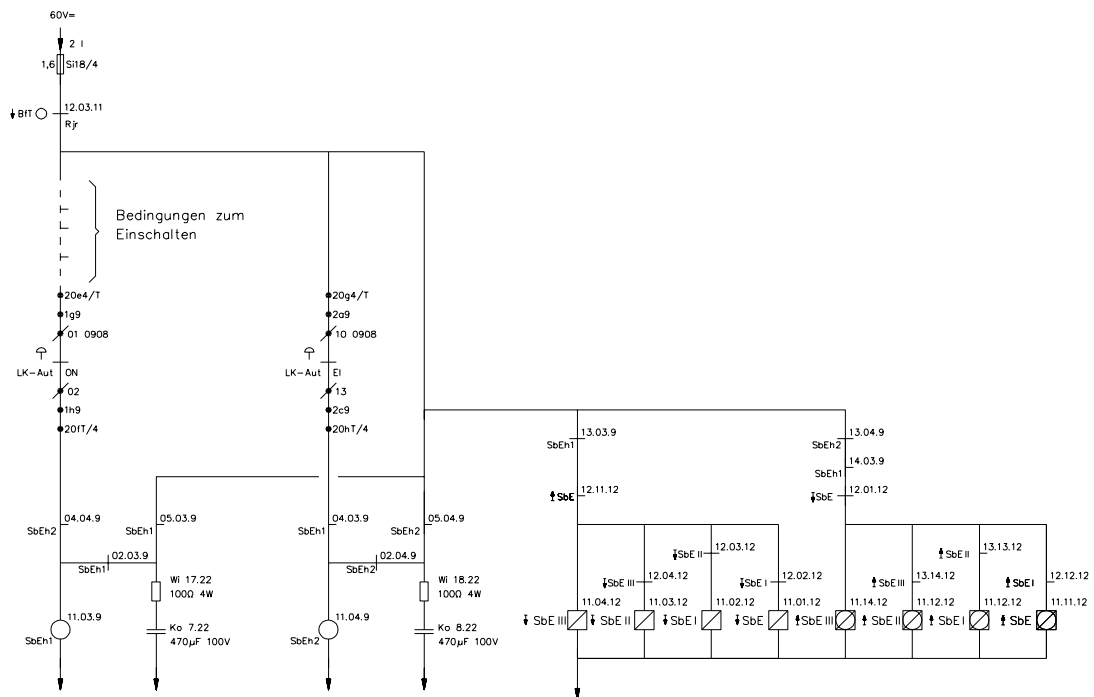 60V=
2 I
1,6 Si18/4
BfT 12.03.11
Rjr
Bedingungen zum
Einschalten
20e4/T 20g4/T
1g9 2a9
01 0908 10 0908
LK-Aut ON LK-Aut EI
02 13
1h9 2c9
20fT/4 20hT/4
13.03.9 13.04.9
SbEh1 SbEh2
14.03.9
SbEh1
SbE 12.11.12 SbE 12.01.12
04.04.9 05.03.9 04.03.9 05.04.9
SbEh2 SbEh1 SbEh1 SbEh2
02.03.9 02.04.9
SbEh1 SbEh2
SbE II 12.03.12 SbE II 13.13.12
SbE III 12.04.12 SbE I 12.02.12 SbE III 13.14.12 SbE I 12.12.12
Wi 17.22 Wi 18.22
100Ω 4W 100Ω 4W
11.03.9 11.04.9
SbEh1 SbEh2
Ko 7.22 Ko 8.22
470µF 100V 470µF 100V
11.04.12 11.03.12 11.02.12 11.01.12 11.14.12 11.12.12 11.12.12 11.11.12
SbE III SbE II SbE I SbE SbE III SbE II SbE I SbE